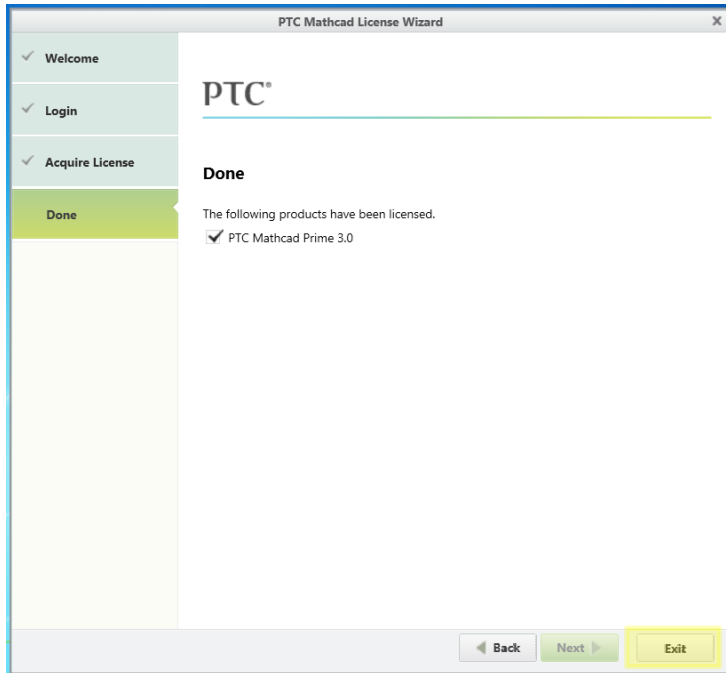 PTC Mathcad License Wizard
Welcome
Login
Acquire License
Done
PTC®
Done
The following products have been licensed.
PTC Mathcad Prime 3.0
Back
Next
Exit